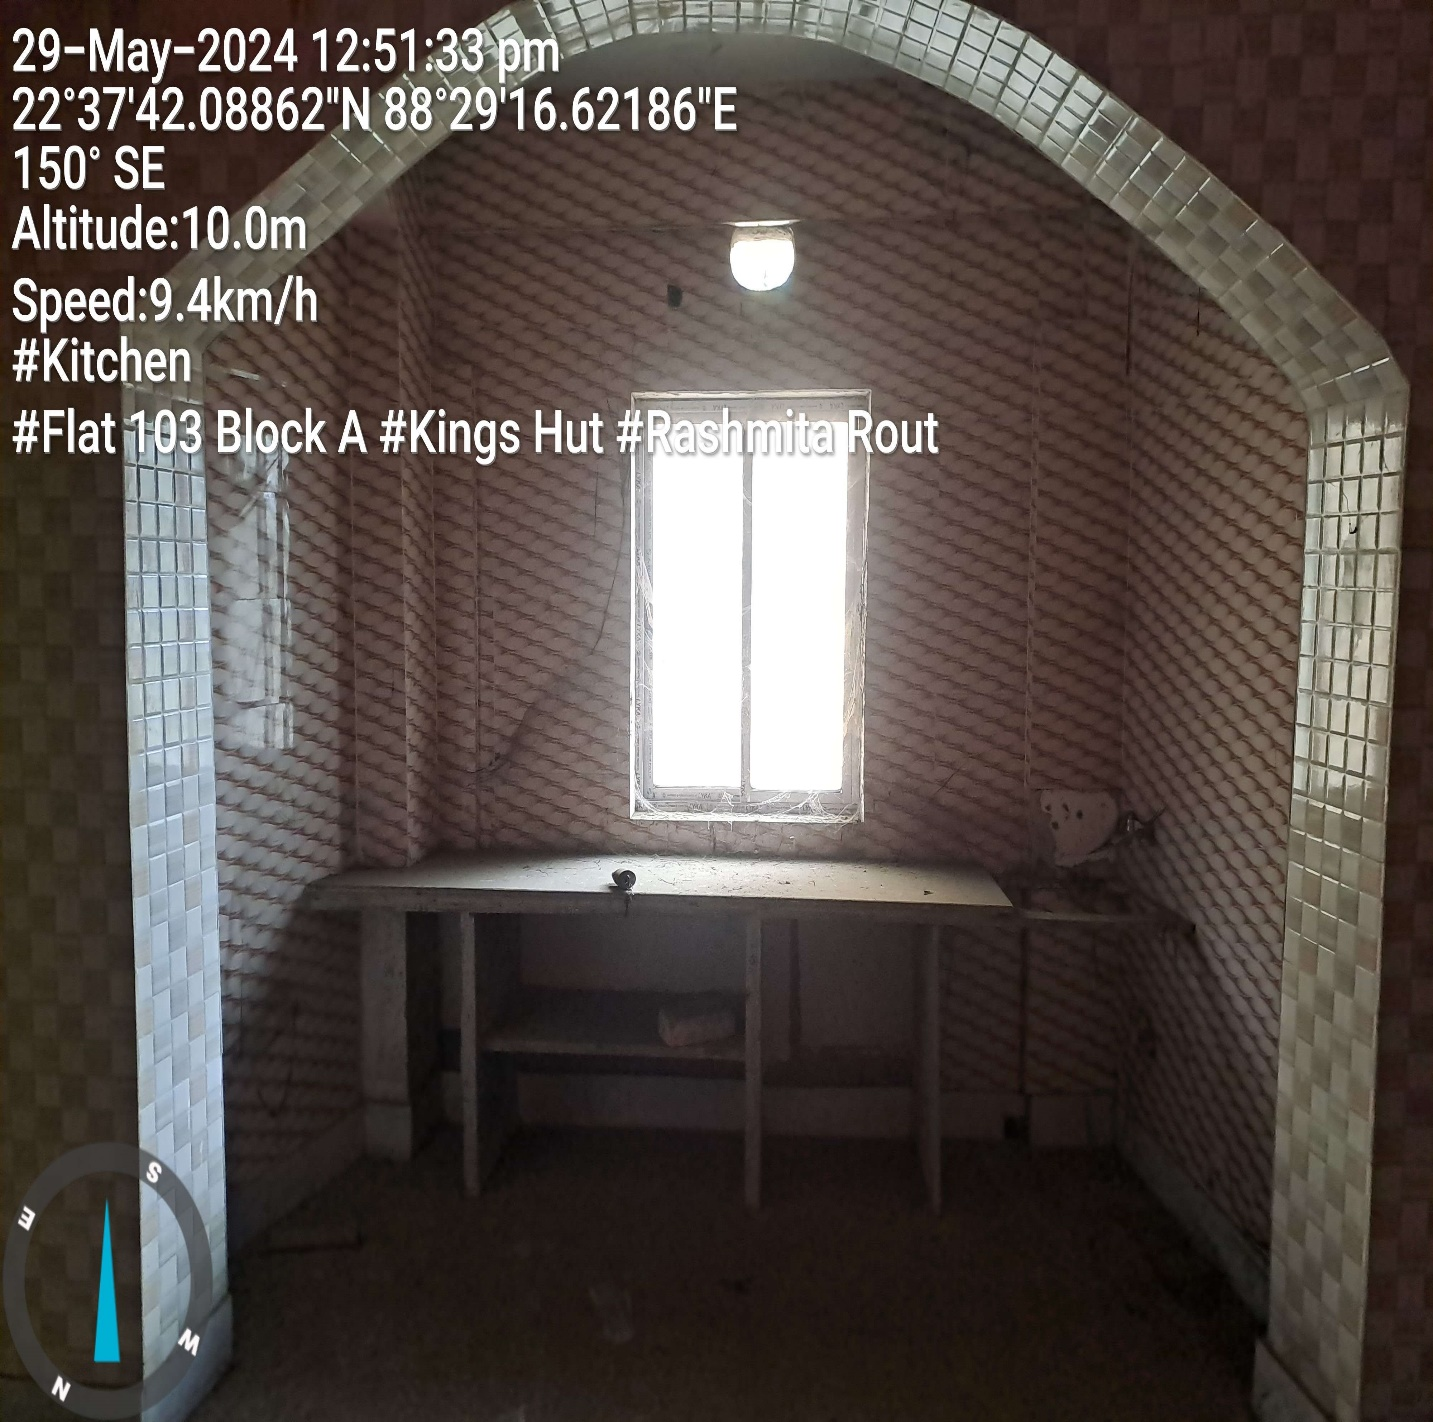 29-May-2024 12:51:33 pm
22°37'42.08862"N 88°29'16.62186"E
150° SE
Altitude:10.0m
Speed:9.4km/h
#Kitchen
#Flat 103 Block A #Kings Hut #Rashmita Rout
S
E
W
N